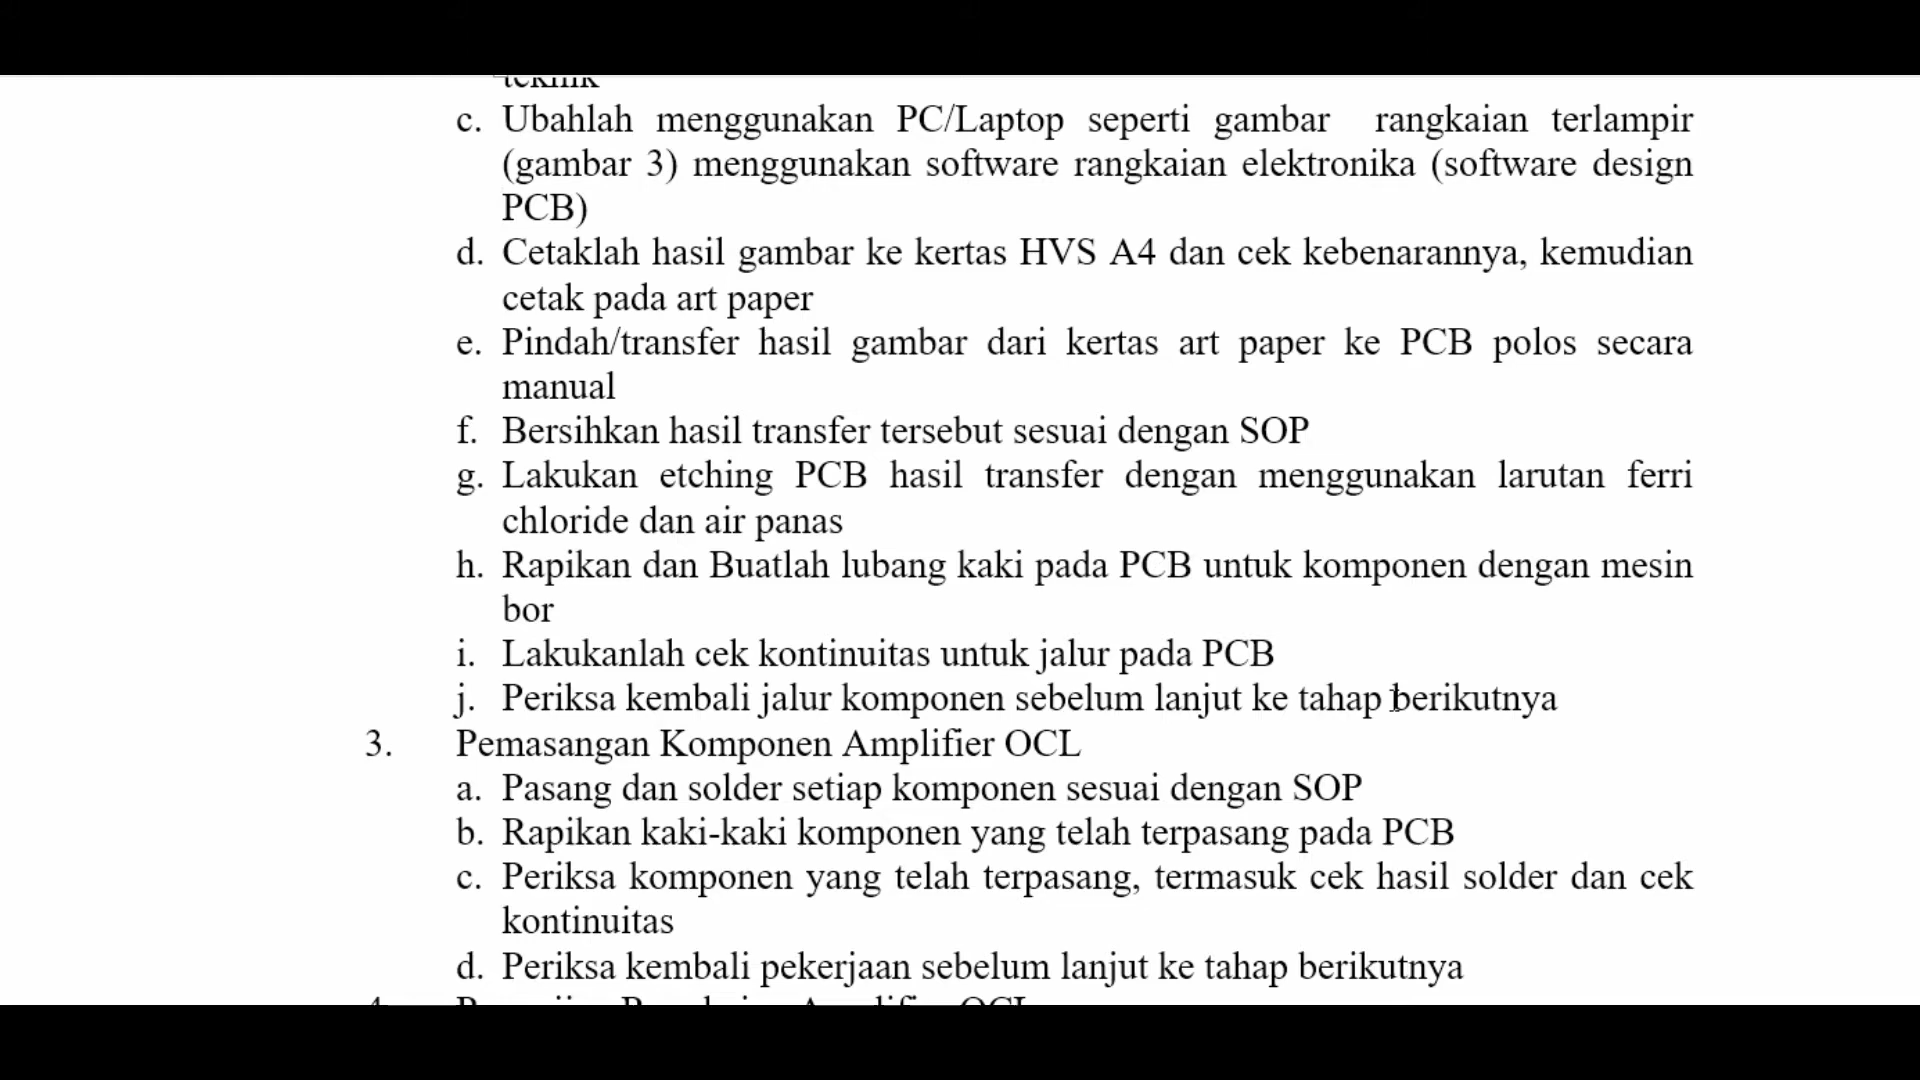 teknik
c. Ubahlah menggunakan PC/Laptop seperti gambar rangkaian terlampir
(gambar 3) menggunakan software rangkaian elektronika (software design
PCB)
d. Cetaklah hasil gambar ke kertas HVS A4 dan cek kebenarannya, kemudian
cetak pada art paper
e. Pindah/transfer hasil gambar dari kertas art paper ke PCB polos secara
manual
f. Bersihkan hasil transfer tersebut sesuai dengan SOP
g. Lakukan etching PCB hasil transfer dengan menggunakan larutan ferri
chloride dan air panas
h. Rapikan dan Buatlah lubang kaki pada PCB untuk komponen dengan mesin
bor
i. Lakukanlah cek kontinuitas untuk jalur pada PCB
j. Periksa kembali jalur komponen sebelum lanjut ke tahap berikutnya
3. Pemasangan Komponen Amplifier OCL
a. Pasang dan solder setiap komponen sesuai dengan SOP
b. Rapikan kaki-kaki komponen yang telah terpasang pada PCB
c. Periksa komponen yang telah terpasang, termasuk cek hasil solder dan cek
kontinuitas
d. Periksa kembali pekerjaan sebelum lanjut ke tahap berikutnya
4. Amplifier OCL